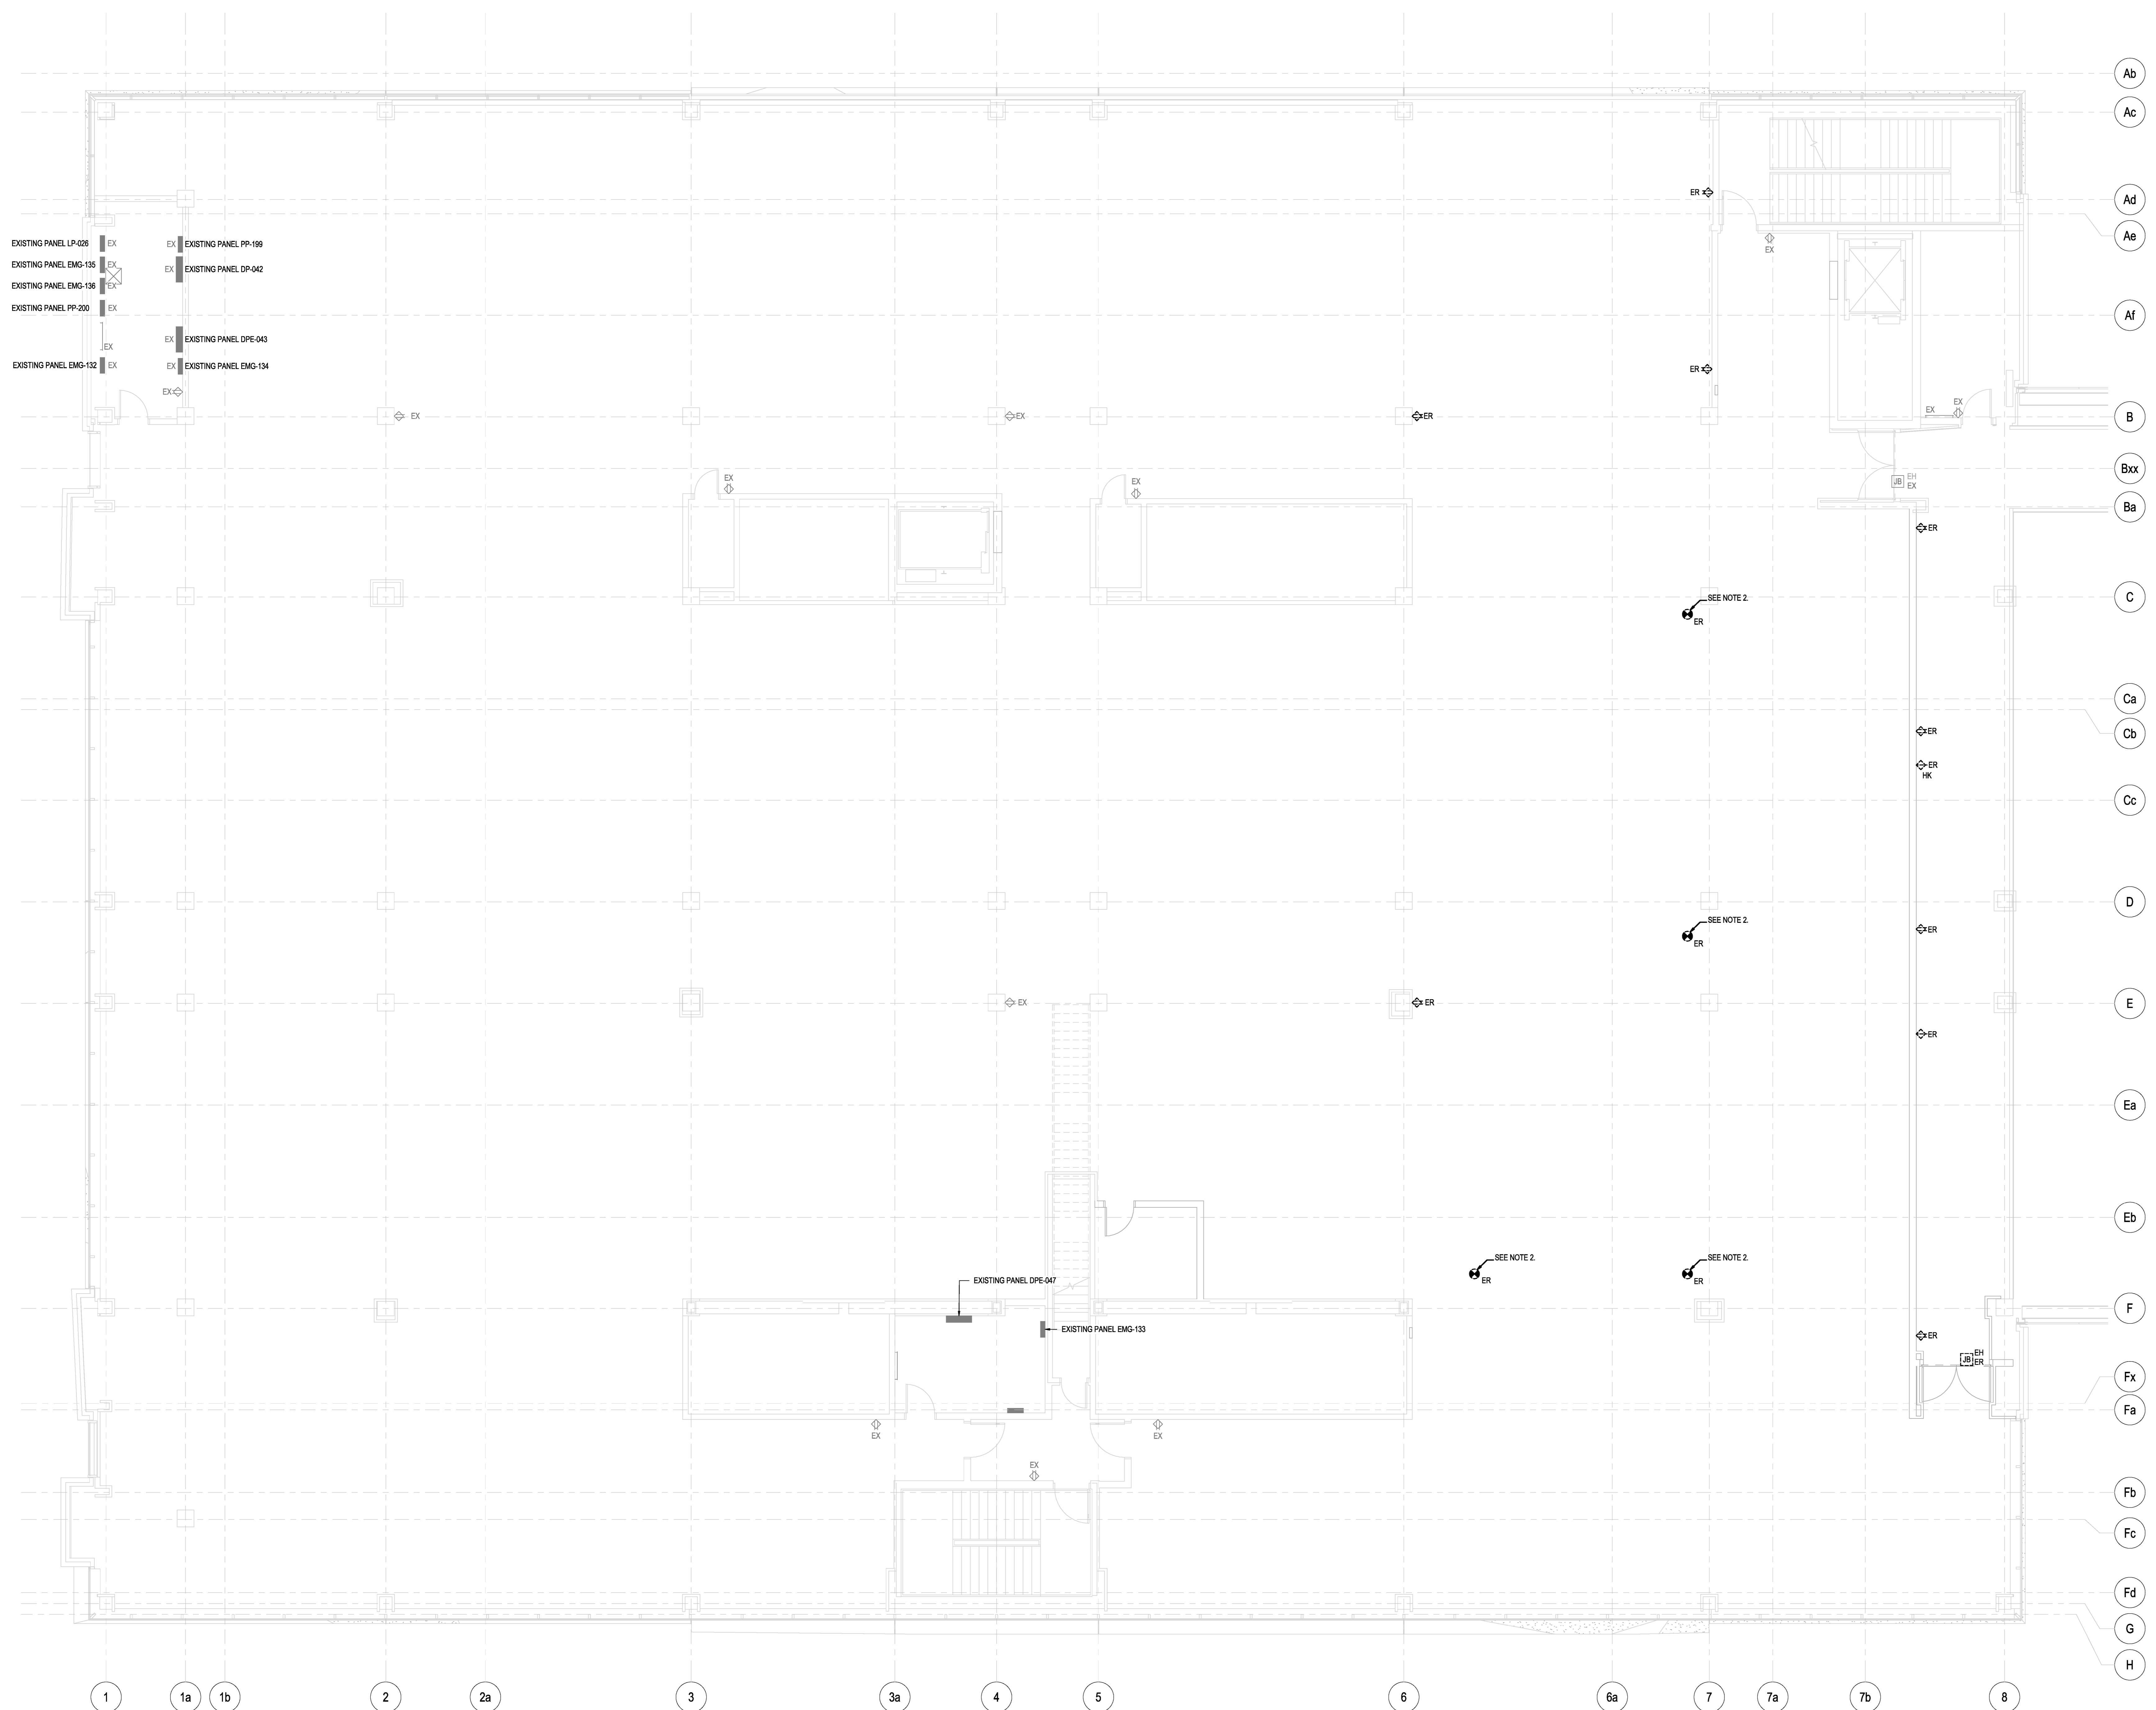 Ab
Ac
ER
Ad
Ae
EX
EXISTING PANEL LP-026 EX
EX EXISTING PANEL PP-199
EXISTING PANEL EMG-135 EX
EX EXISTING PANEL DP-042
EXISTING PANEL EMG-136 EX
EXISTING PANEL PP-200 EX
Af
EX EXISTING PANEL DPE-043
EX
EXISTING PANEL EMG-132 EX
EX EXISTING PANEL EMG-134
ER
EX
EX
EX
EX
EX
ER
B
Bxx
EX
EX
JB
EH
EX
Ba
ER
C
SEE NOTE 2.
ER
Ca
Cb
ER
ER
HK
Cc
D
SEE NOTE 2.
ER
ER
EX
ER
E
ER
Ea
Eb
SEE NOTE 2.
ER
SEE NOTE 2.
ER
EXISTING PANEL DPE-047
F
EXISTING PANEL EMG-133
ER
JB
EH
ER
Fx
Fa
EX
EX
EX
Fb
Fc
Fd
G
H
1
1a
1b
2
2a
3
3a
4
5
6
6a
7
7a
7b
8